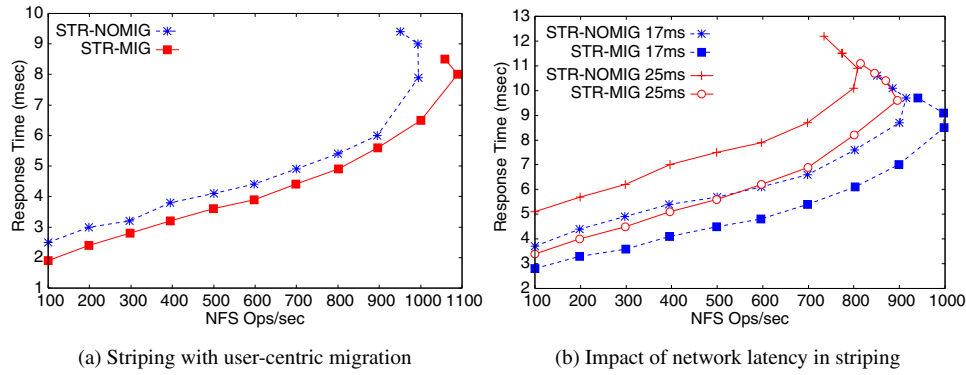 10
9
8
7
6
5
4
3
2
1
Response Time (msec)
STR-NOMIG
STR-MIG
100 200 300 400 500 600 700 800 900 1000 1100
NFS Ops/sec
(a) Striping with user-centric migration
13
12
11
10
9
8
7
6
5
4
3
2
Response Time (msec)
STR-NOMIG 17ms
STR-MIG 17ms
STR-NOMIG 25ms
STR-MIG 25ms
100 200 300 400 500 600 700 800 900 1000
NFS Ops/sec
(b) Impact of network latency in striping